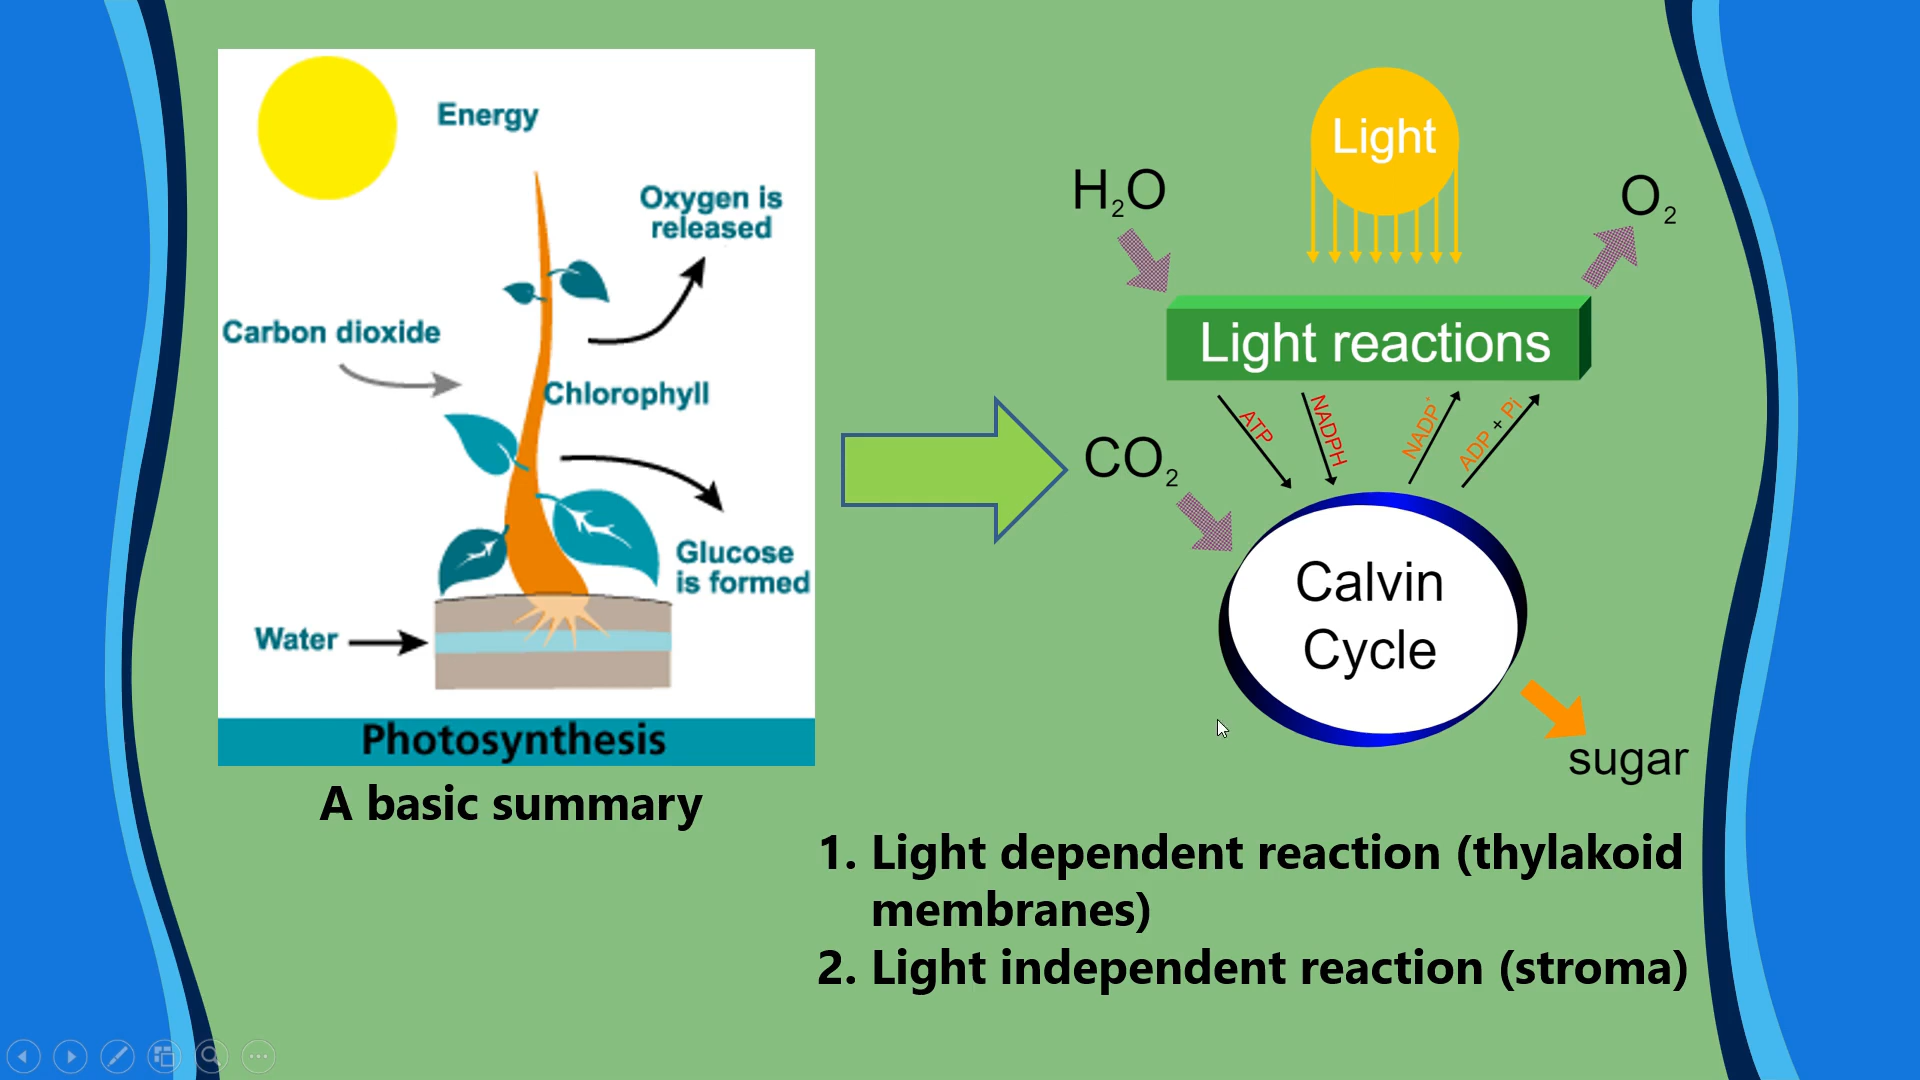 Energy
Oxygen is
released
Carbon dioxide
Chlorophyll
Glucose
is formed
Water
Photosynthesis
A basic summary
Light
H₂O
O₂
Light reactions
ATP
NADPH
NADP⁺
ADP + Pi
CO₂
Calvin
Cycle
sugar
1. Light dependent reaction (thylakoid
membranes)
2. Light independent reaction (stroma)